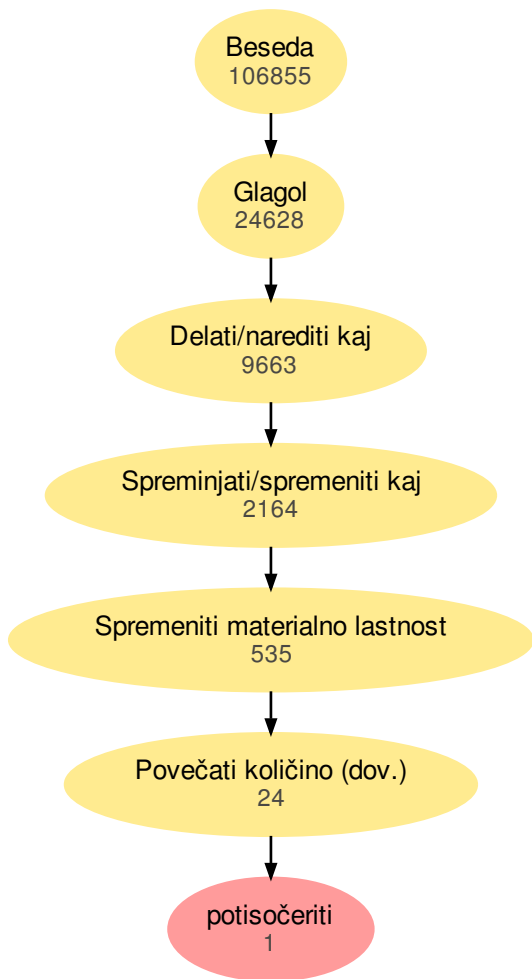 Beseda
106855
Glagol
24628
Delati/narediti kaj
9663
Spreminjati/spremeniti kaj
2164
Spremeniti materialno lastnost
535
Povečati količino (dov.)
24
potisočeriti
1